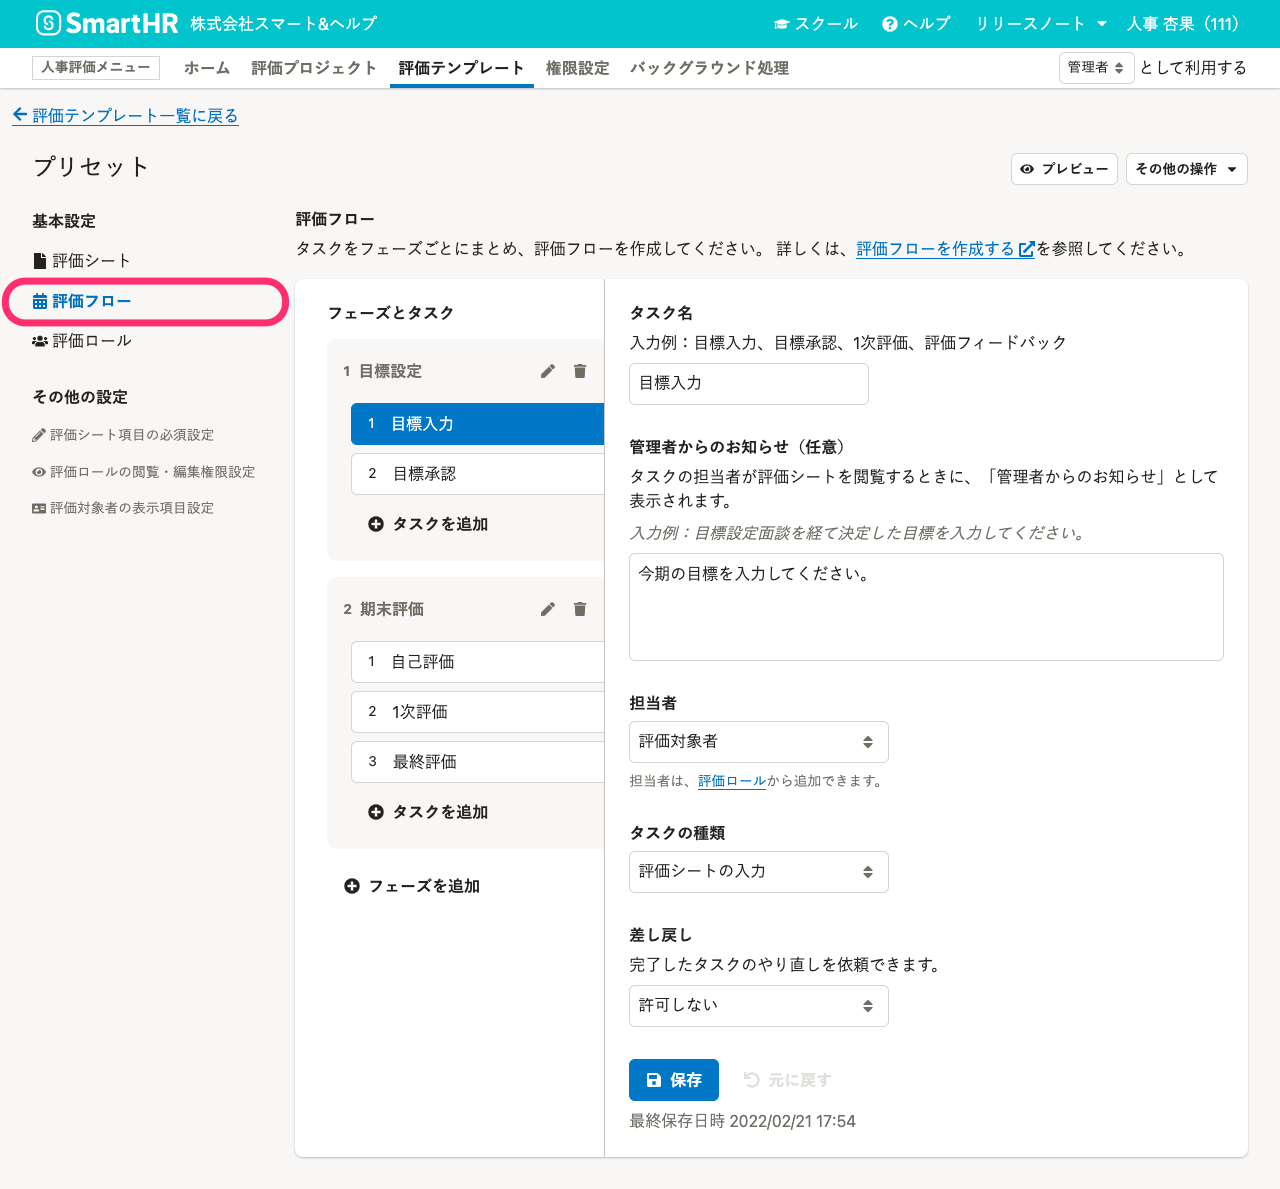 SmartHR 株式会社スマート&ヘルプ スクール ヘルプ リリースノート 人事 杏果（111）
人事評価メニュー ホーム 評価プロジェクト 評価テンプレート 権限設定 バックグラウンド処理 管理者 として利用する
評価テンプレート一覧に戻る
プリセット
プレビュー その他の操作
基本設定
評価シート
評価フロー
評価ロール
その他の設定
評価シート項目の必須設定
評価ロールの閲覧・編集権限設定
評価対象者の表示項目設定
評価フロー
タスクをフェーズごとにまとめ、評価フローを作成してください。 詳しくは、評価フローを作成するを参照してください。
フェーズとタスク
1 目標設定
1 目標入力
2 目標承認
タスクを追加
2 期末評価
1 自己評価
2 1次評価
3 最終評価
タスクを追加
フェーズを追加
タスク名
入力例：目標入力、目標承認、1次評価、評価フィードバック
目標入力
管理者からのお知らせ（任意）
タスクの担当者が評価シートを閲覧するときに、「管理者からのお知らせ」として
表示されます。
入力例：目標設定面談を経て決定した目標を入力してください。
今期の目標を入力してください。
担当者
評価対象者
担当者は、評価ロールから追加できます。
タスクの種類
評価シートの入力
差し戻し
完了したタスクのやり直しを依頼できます。
許可しない
保存 元に戻す
最終保存日時 2022/02/21 17:54